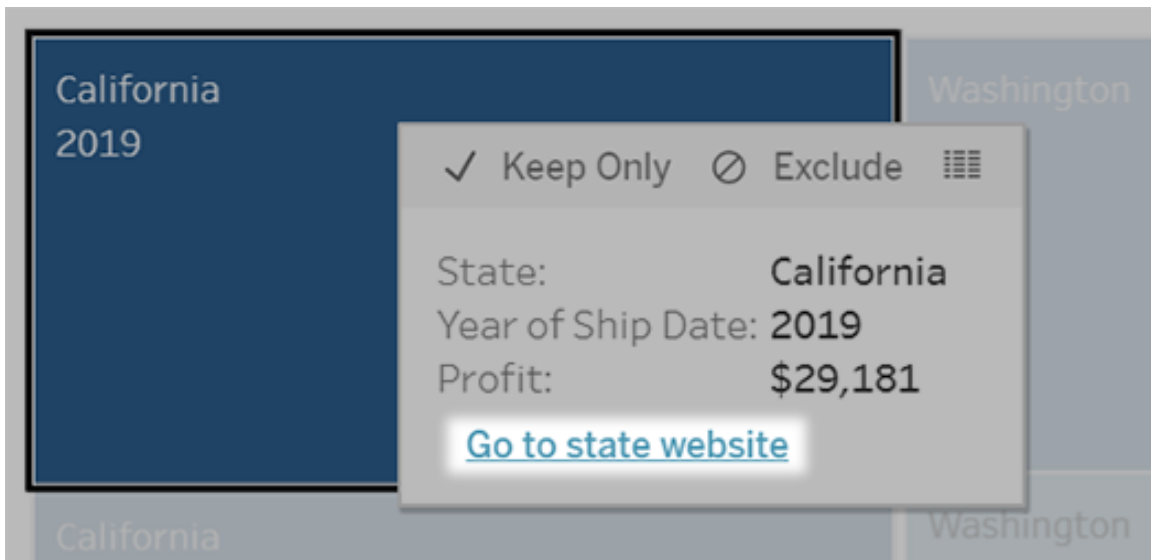 California
2019
Washington
Keep Only Exclude
State: California
Year of Ship Date: 2019
Profit: $29,181
Go to state website
California
Washington